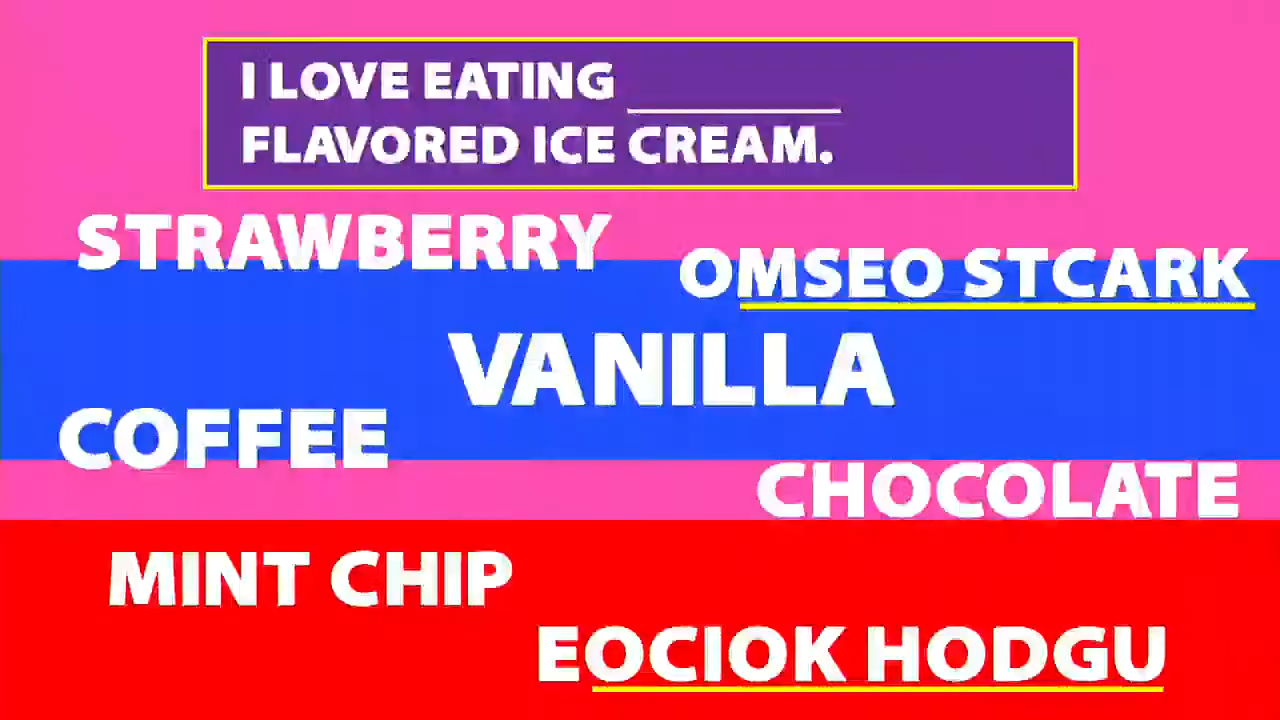 I LOVE EATING ________
FLAVORED ICE CREAM.
STRAWBERRY
OMSEO STCARK
VANILLA
COFFEE
CHOCOLATE
MINT CHIP
EOCIOK HODGU